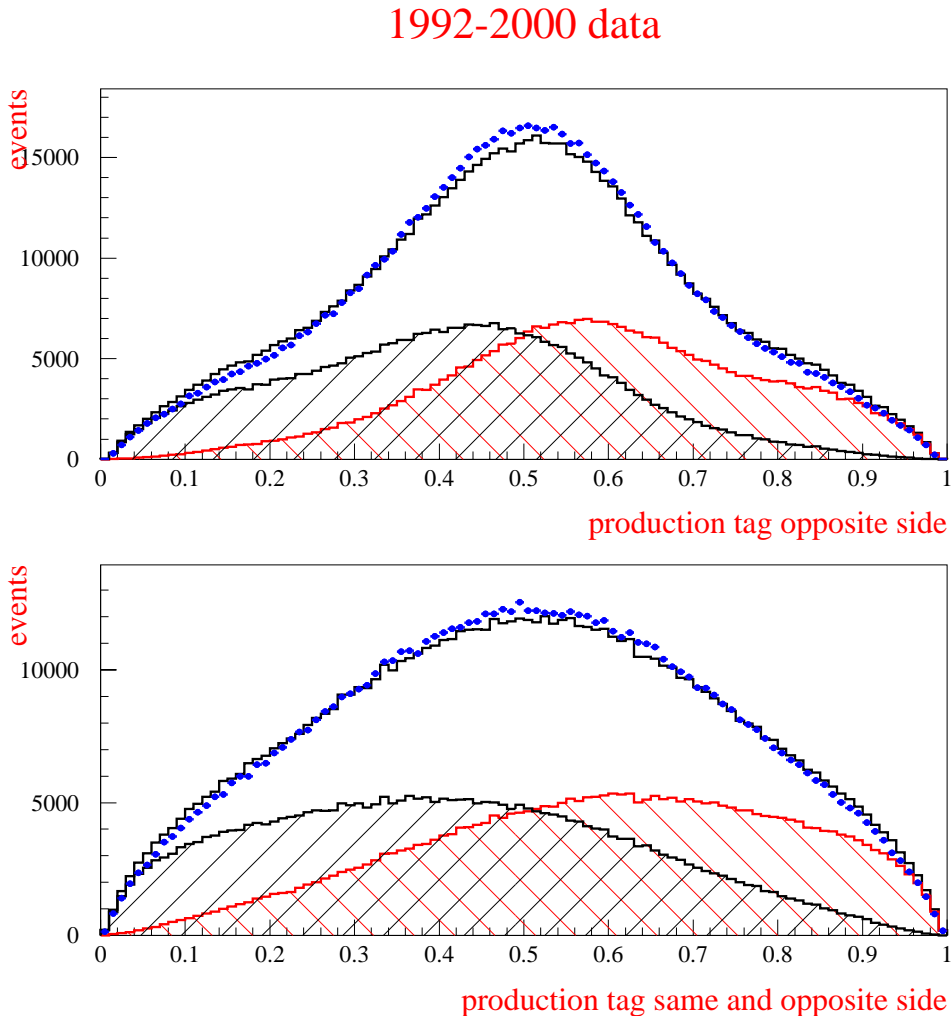 1992-2000 data
events
15000
10000
5000
0
0 0.1 0.2 0.3 0.4 0.5 0.6 0.7 0.8 0.9 1
production tag opposite side
events
10000
5000
0
0 0.1 0.2 0.3 0.4 0.5 0.6 0.7 0.8 0.9 1
production tag same and opposite side